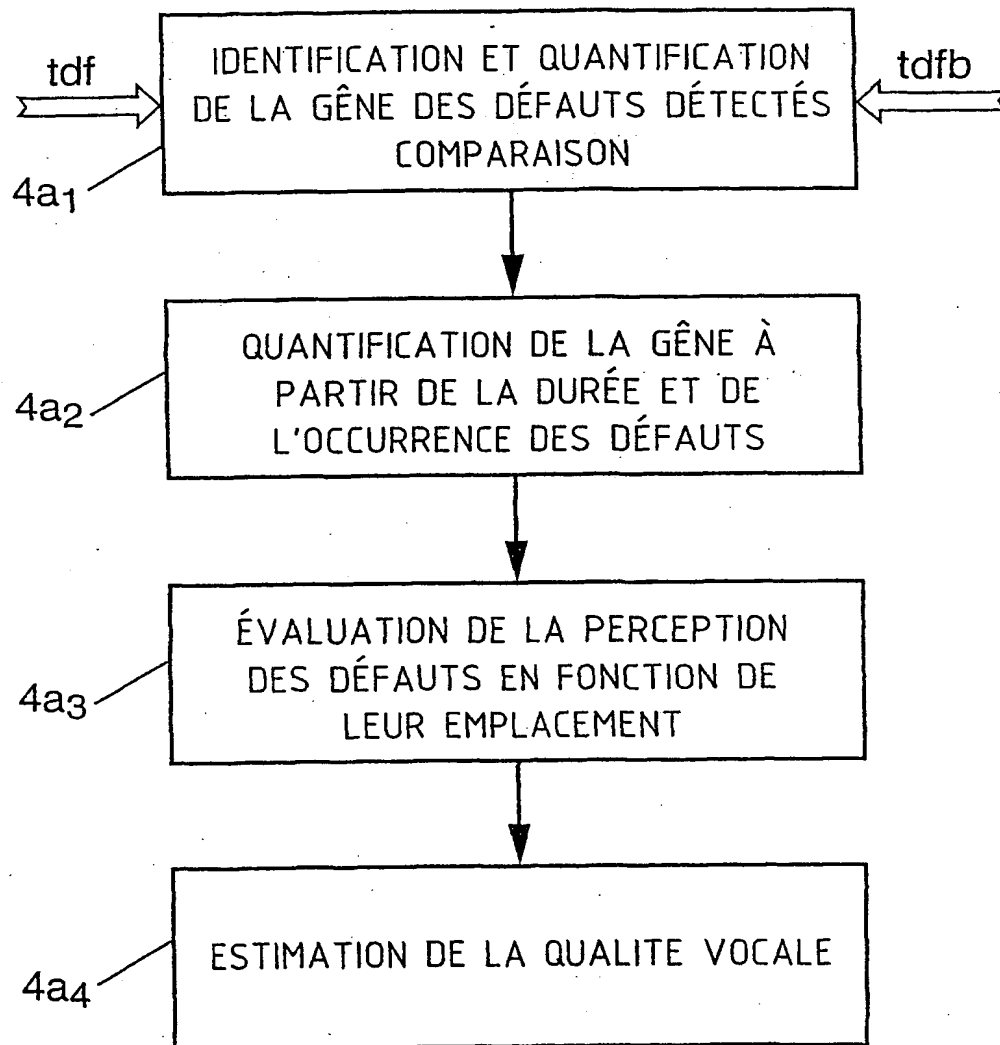 tdf
IDENTIFICATION ET QUANTIFICATION
DE LA GÊNE DES DÉFAUTS DÉTECTÉS
COMPARAISON
tdfb
4a1
QUANTIFICATION DE LA GÊNE À
PARTIR DE LA DURÉE ET DE
L'OCCURRENCE DES DÉFAUTS
4a2
ÉVALUATION DE LA PERCEPTION
DES DÉFAUTS EN FONCTION DE
LEUR EMPLACEMENT
4a3
ESTIMATION DE LA QUALITE VOCALE
4a4